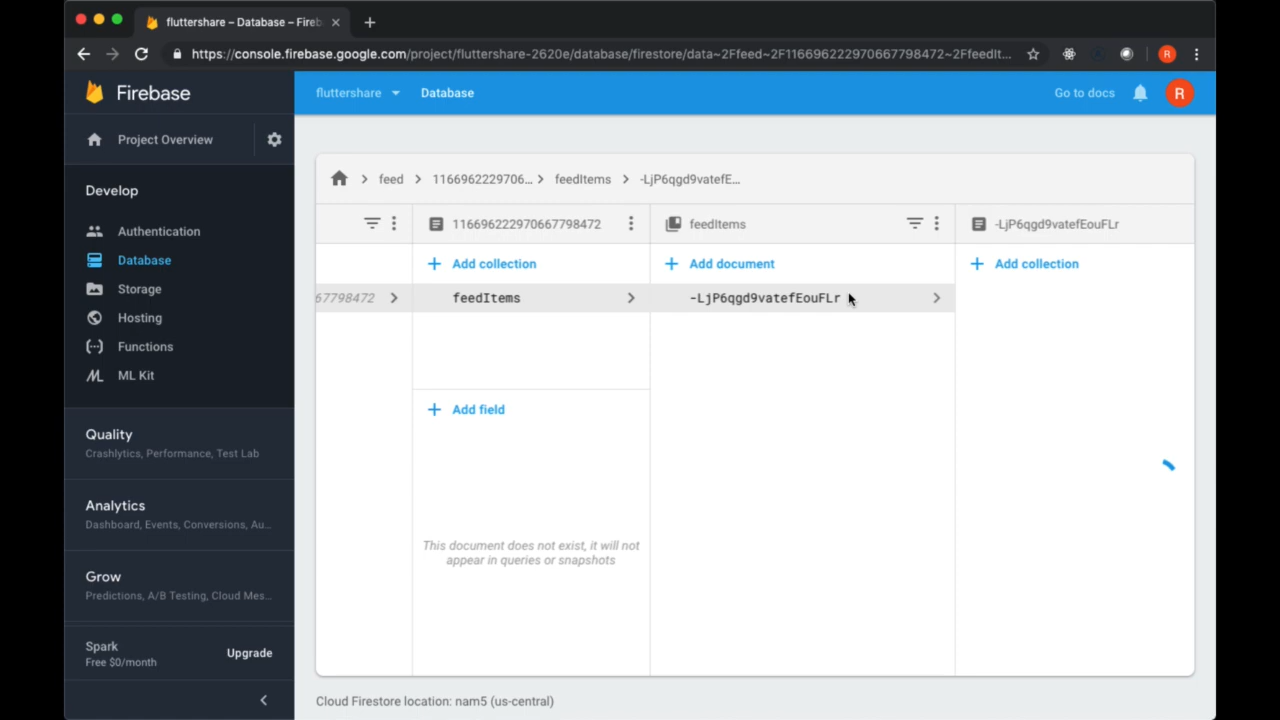 fluttershare – Database – Fireb
https://console.firebase.google.com/project/fluttershare-2620e/database/firestore/data~2Ffeed~2F116696222970667798472~2FfeedIt...
R
Firebase
fluttershare
Database
Go to docs
R
Project Overview
Develop
Authentication
Database
Storage
Hosting
Functions
ML Kit
Quality
Crashlytics, Performance, Test Lab
Analytics
Dashboard, Events, Conversions, Au...
Grow
Predictions, A/B Testing, Cloud Mes...
Spark
Free $0/month
Upgrade
feed
1166962229706...
feedItems
-LjP6qgd9vatefE...
116696222970667798472
feedItems
-LjP6qgd9vatefEouFLr
Add collection
Add document
Add collection
67798472
feedItems
-LjP6qgd9vatefEouFLr
Add field
This document does not exist, it will not
appear in queries or snapshots
Cloud Firestore location: nam5 (us-central)